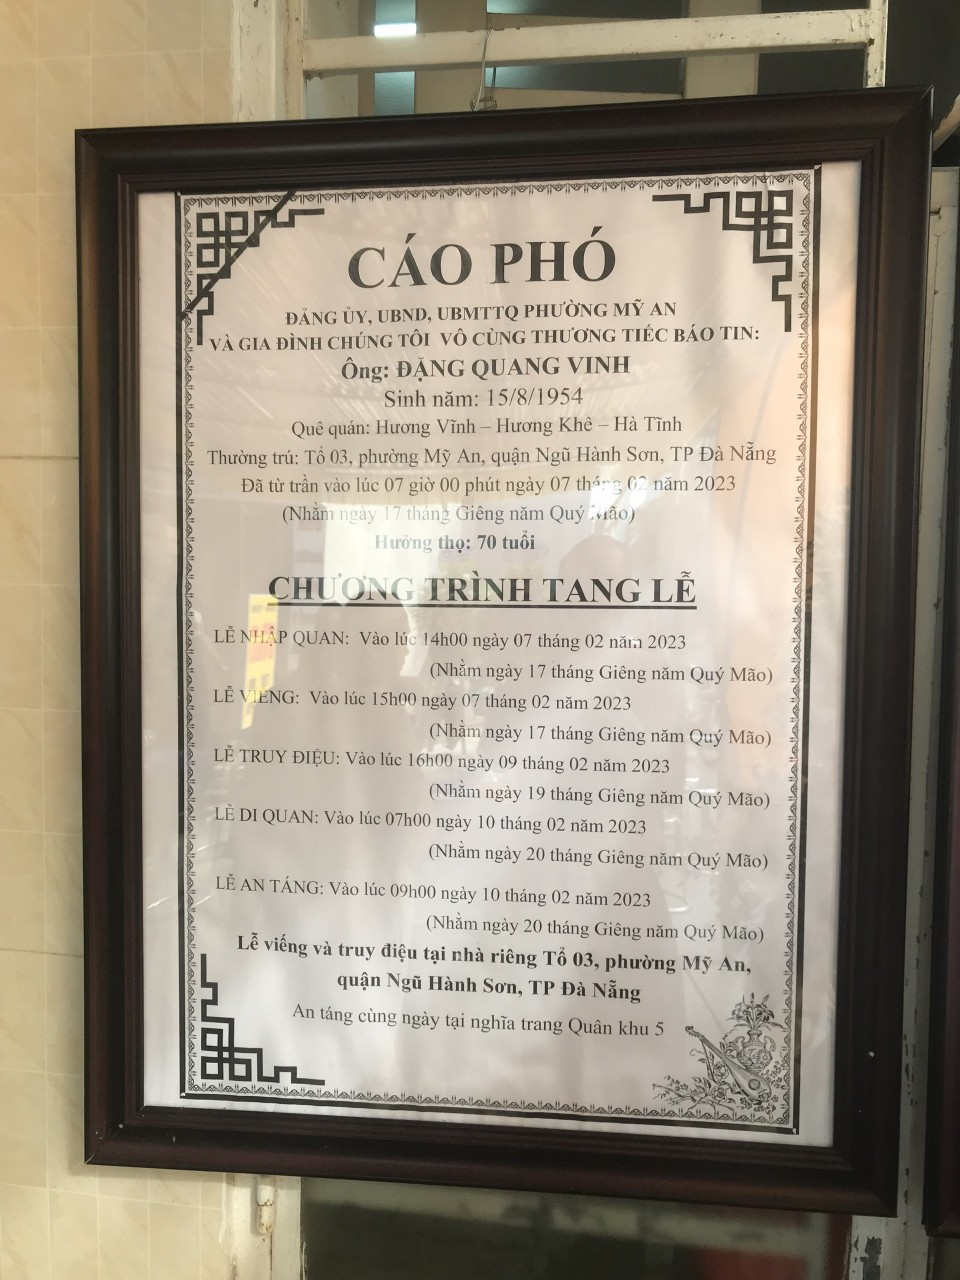 CÁO PHÓ
ĐẢNG ỦY, UBND, UBMTTQ PHƯỜNG MỸ AN
VÀ GIA ĐÌNH CHÚNG TÔI VÔ CÙNG THƯƠNG TIẾC BÁO TIN:
Ông: ĐẶNG QUANG VINH
Sinh năm: 15/8/1954
Quê quán: Hương Vĩnh – Hương Khê – Hà Tĩnh
Thường trú: Tổ 03, phường Mỹ An, quận Ngũ Hành Sơn, TP Đà Nẵng
Đã từ trần vào lúc 07 giờ 00 phút ngày 07 tháng 02 năm 2023
(Nhằm ngày 17 tháng Giêng năm Quý Mão)
Hưởng thọ: 70 tuổi
CHƯƠNG TRÌNH TANG LỄ
LỄ NHẬP QUAN: Vào lúc 14h00 ngày 07 tháng 02 năm 2023
(Nhằm ngày 17 tháng Giêng năm Quý Mão)
LỄ VIẾNG: Vào lúc 15h00 ngày 07 tháng 02 năm 2023
(Nhằm ngày 17 tháng Giêng năm Quý Mão)
LỄ TRUY ĐIỆU: Vào lúc 16h00 ngày 09 tháng 02 năm 2023
(Nhằm ngày 19 tháng Giêng năm Quý Mão)
LỄ DI QUAN: Vào lúc 07h00 ngày 10 tháng 02 năm 2023
(Nhằm ngày 20 tháng Giêng năm Quý Mão)
LỄ AN TÁNG: Vào lúc 09h00 ngày 10 tháng 02 năm 2023
(Nhằm ngày 20 tháng Giêng năm Quý Mão)
Lễ viếng và truy điệu tại nhà riêng Tổ 03, phường Mỹ An,
quận Ngũ Hành Sơn, TP Đà Nẵng
An táng cùng ngày tại nghĩa trang Quân khu 5